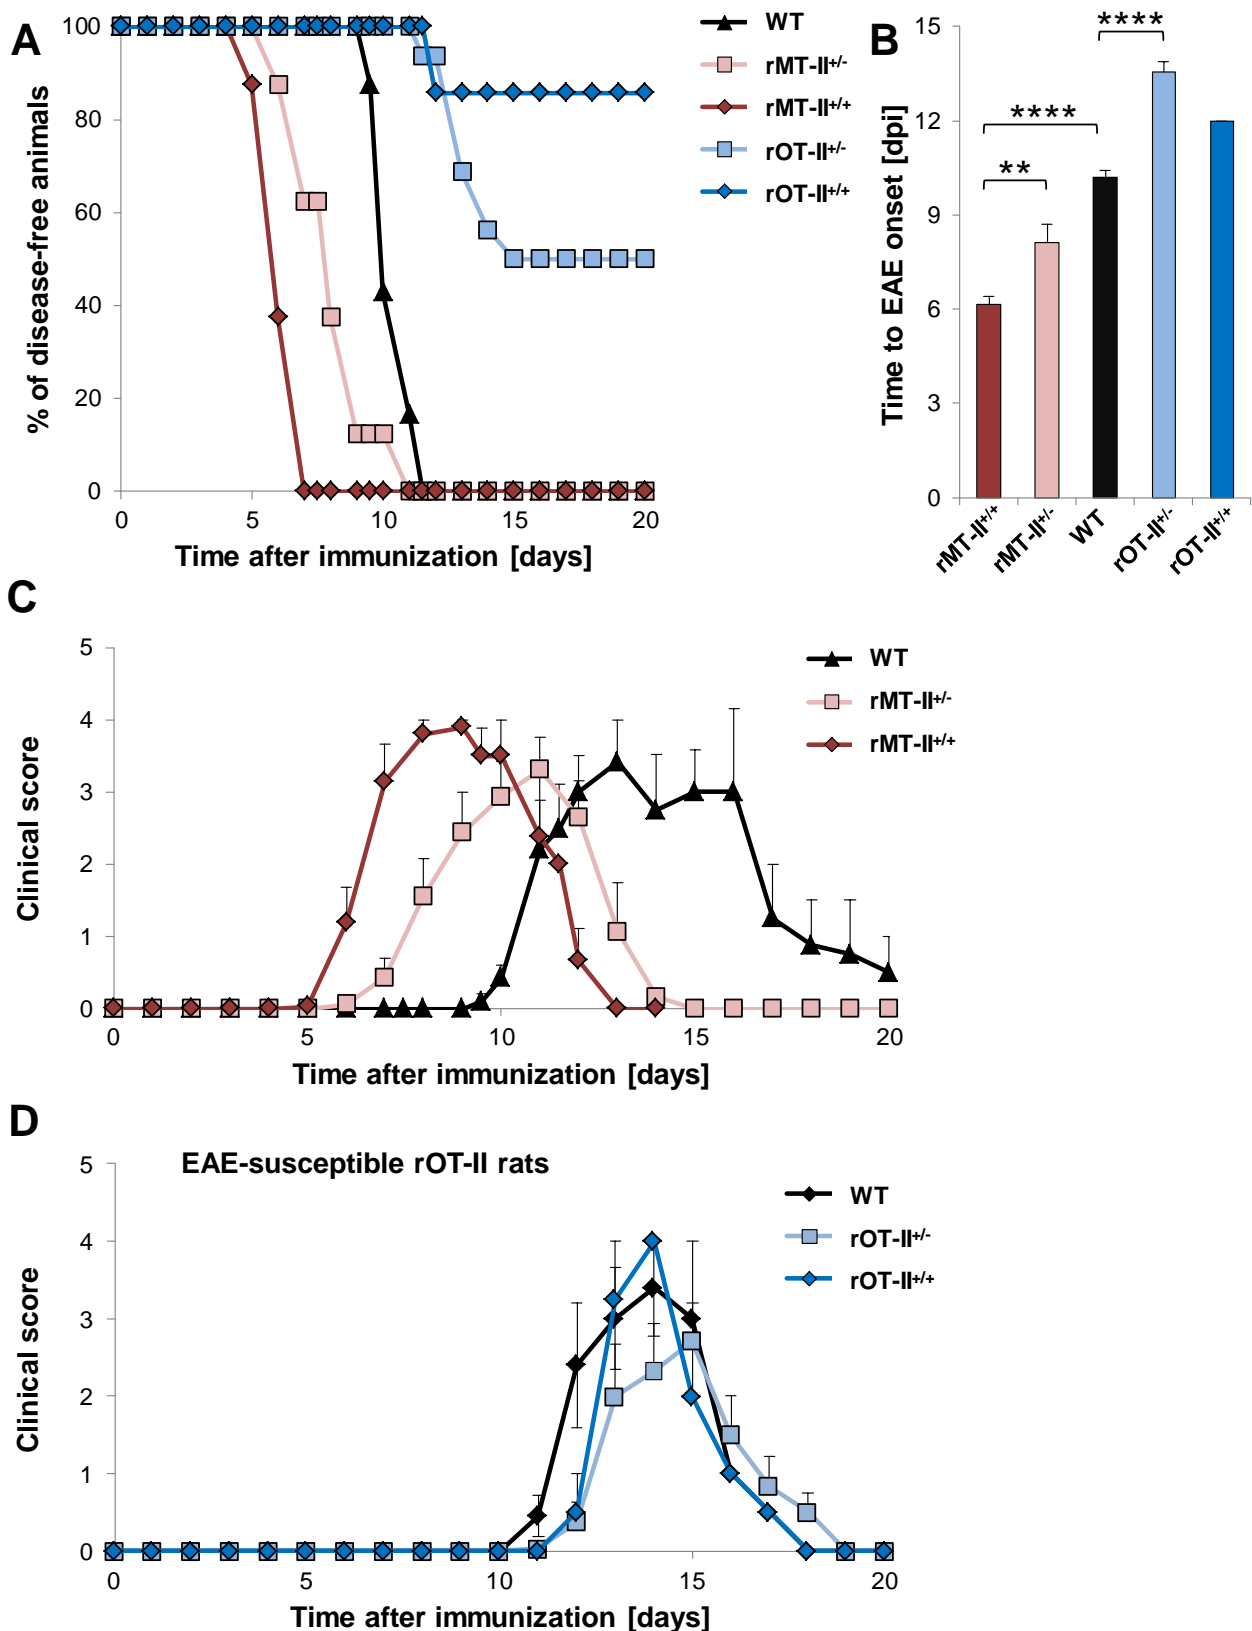 A
100
80
60
40
20
0
% of disease-free animals
0 5 10 15 20
Time after immunization [days]
WT
rMT-II+/-
rMT-II+/+
rOT-II+/-
rOT-II+/+
B
15
12
9
6
3
0
Time to EAE onset [dpi]
****
****
**
rMT-II+/+
rMT-II+/-
WT
rOT-II+/-
rOT-II+/+
C
5
4
3
2
1
0
Clinical score
0 5 10 15 20
Time after immunization [days]
WT
rMT-II+/-
rMT-II+/+
D
EAE-susceptible rOT-II rats
5
4
3
2
1
0
Clinical score
0 5 10 15 20
Time after immunization [days]
WT
rOT-II+/-
rOT-II+/+